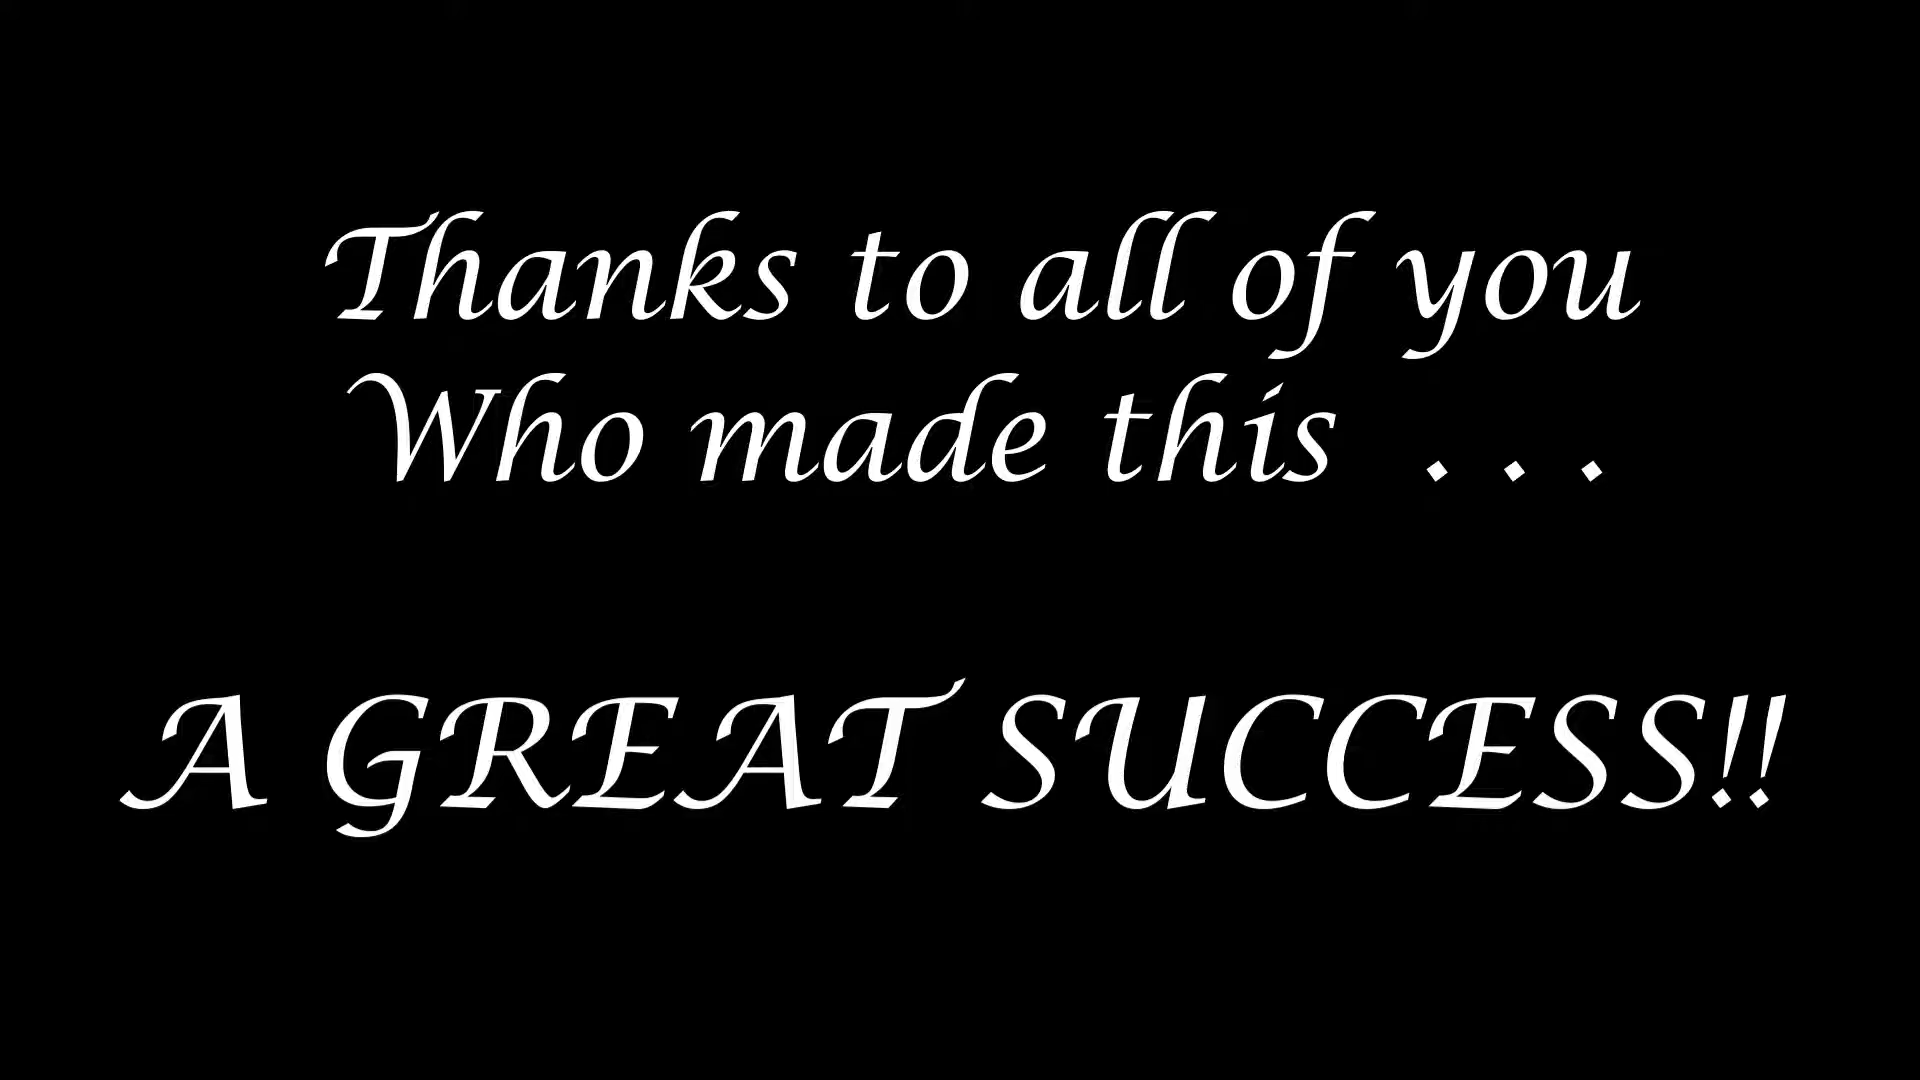 Thanks to all of you
Who made this . . .
A GREAT SUCCESS!!